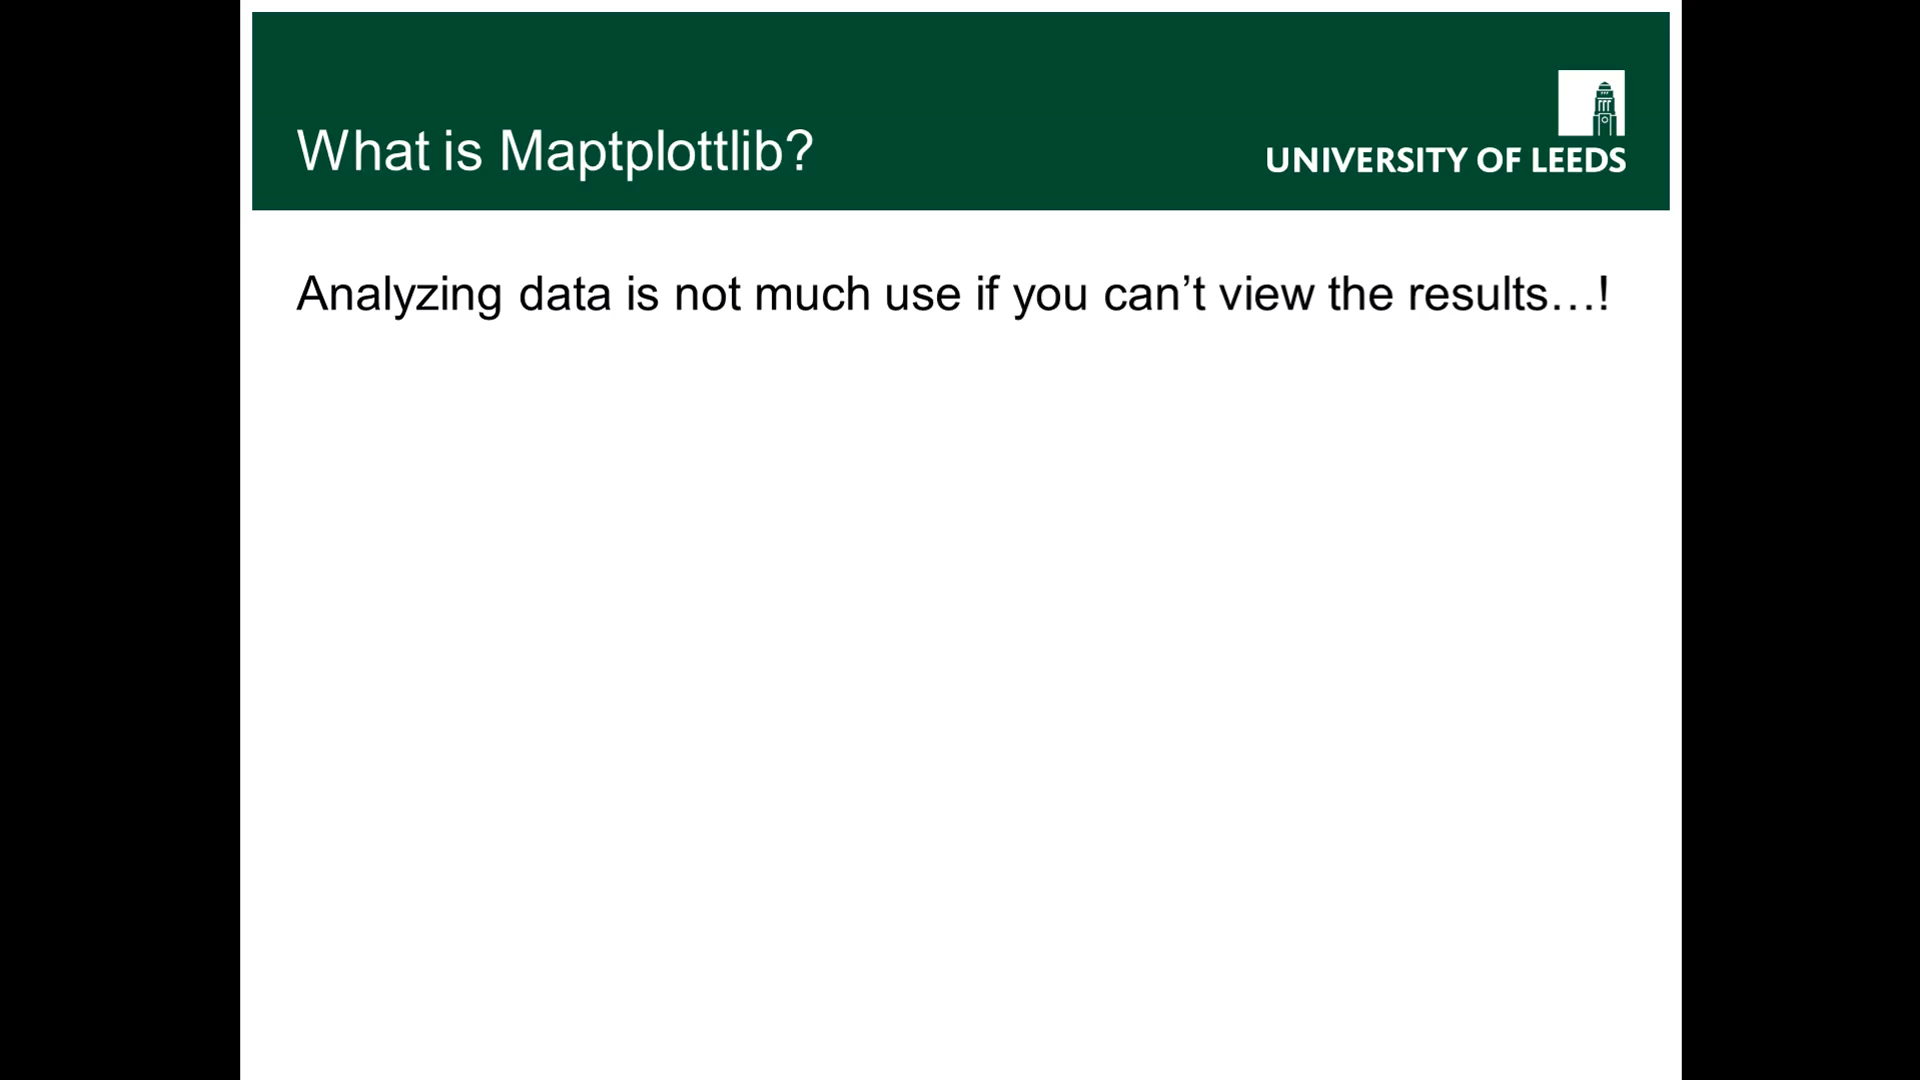 What is Maptplottlib?
UNIVERSITY OF LEEDS
Analyzing data is not much use if you can’t view the results…!